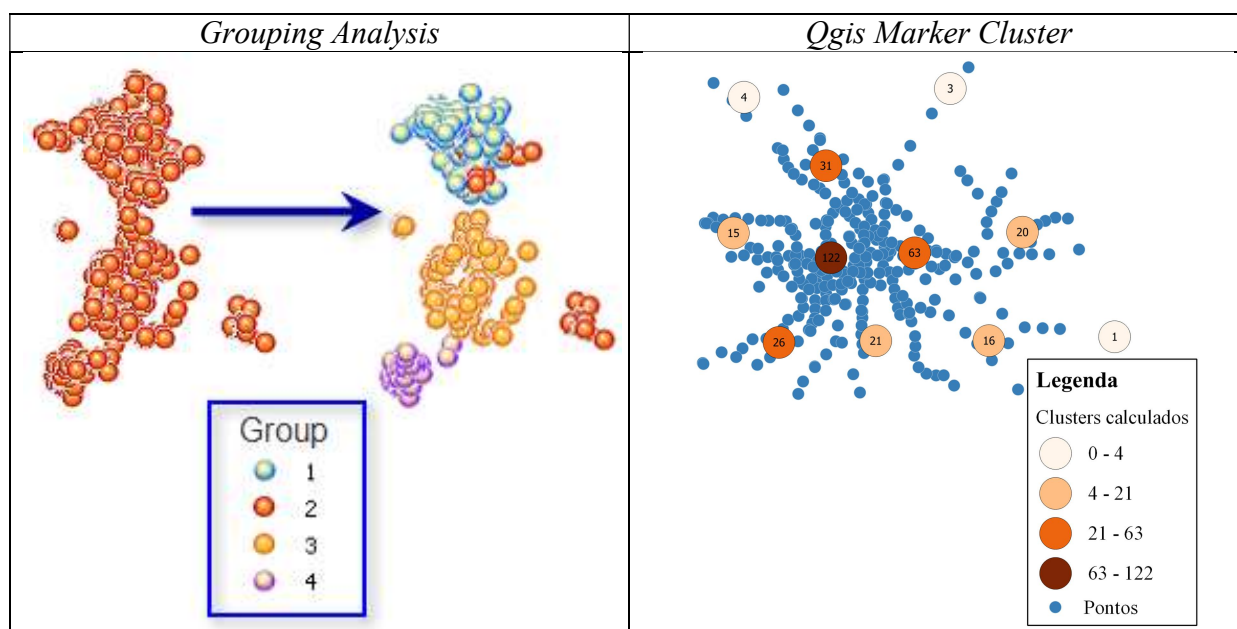 Grouping Analysis
Group
1
2
3
4
Qgis Marker Cluster
4
3
31
15
20
63
122
26
21
16
1
Legenda
Clusters calculados
0 - 4
4 - 21
21 - 63
63 - 122
Pontos